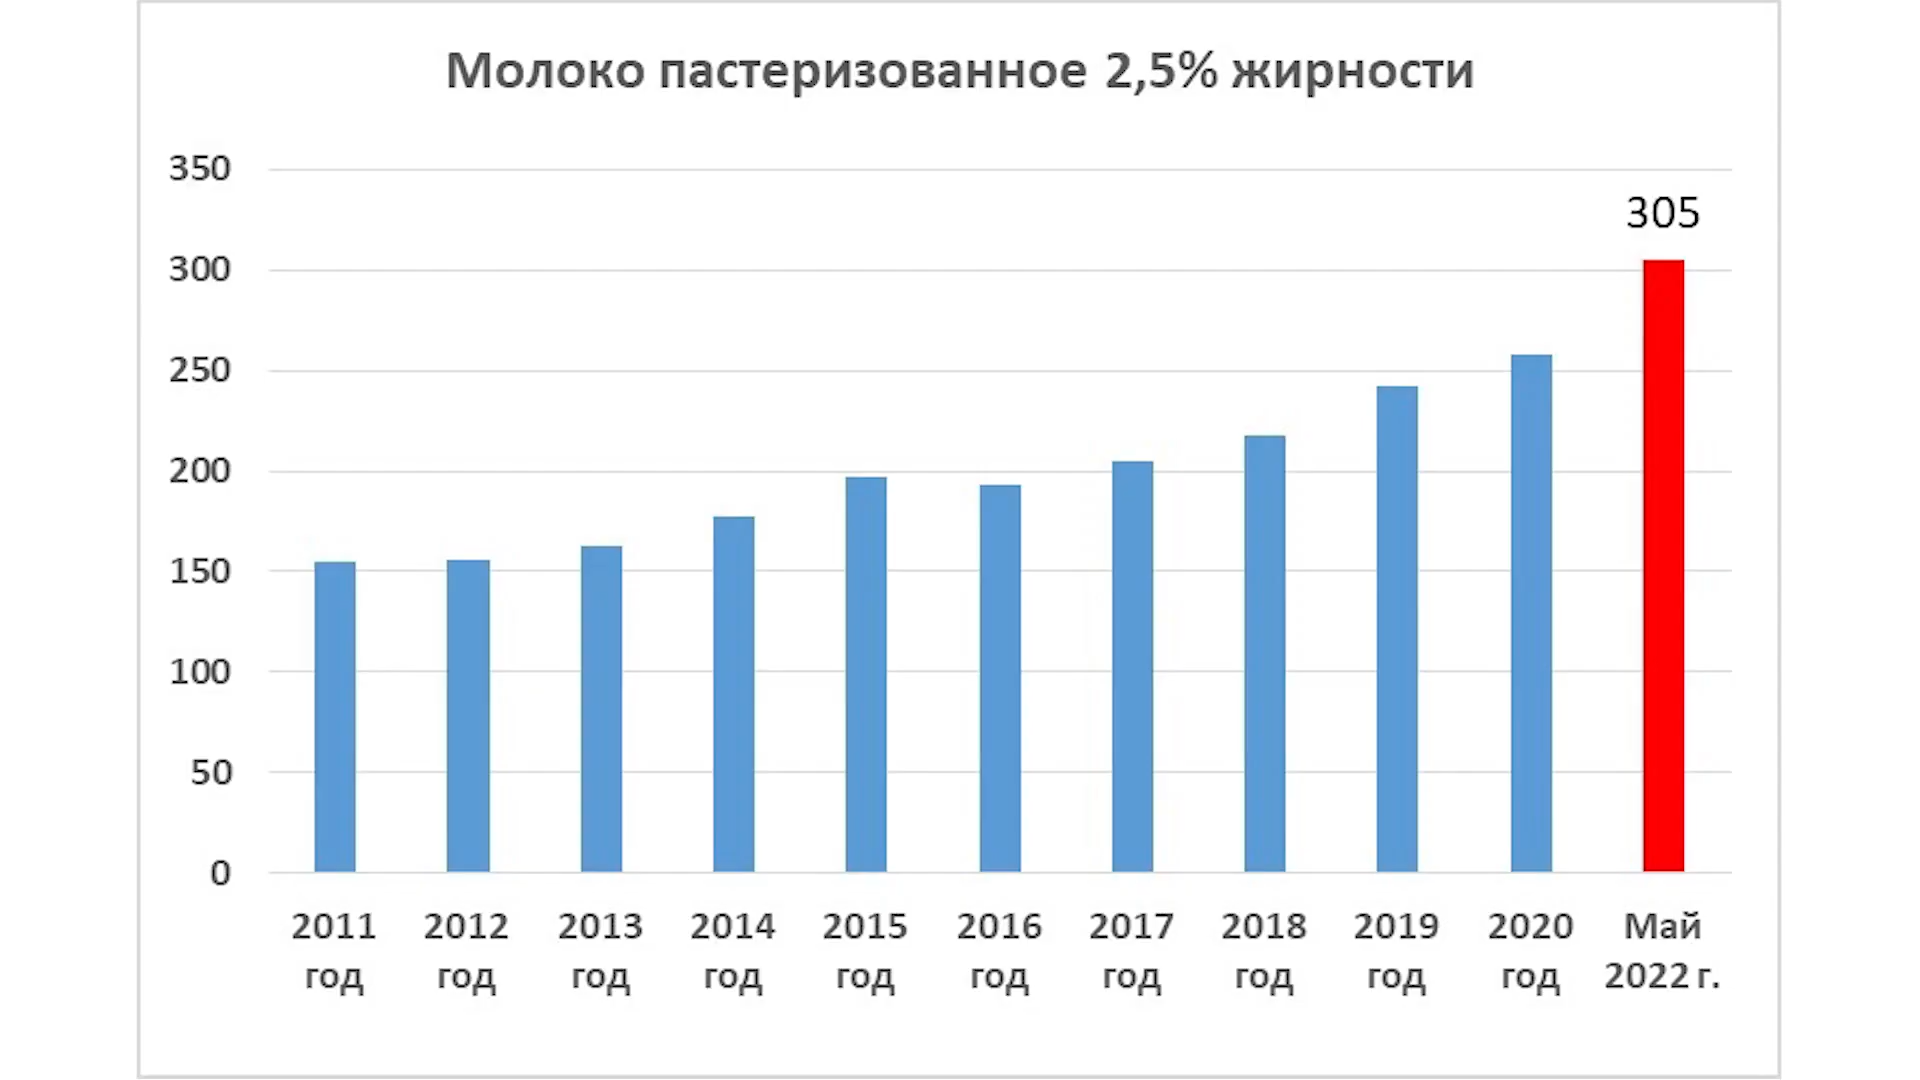 Молоко пастеризованное 2,5% жирности
350
300
250
200
150
100
50
0
305
2011 год
2012 год
2013 год
2014 год
2015 год
2016 год
2017 год
2018 год
2019 год
2020 год
Май 2022 г.